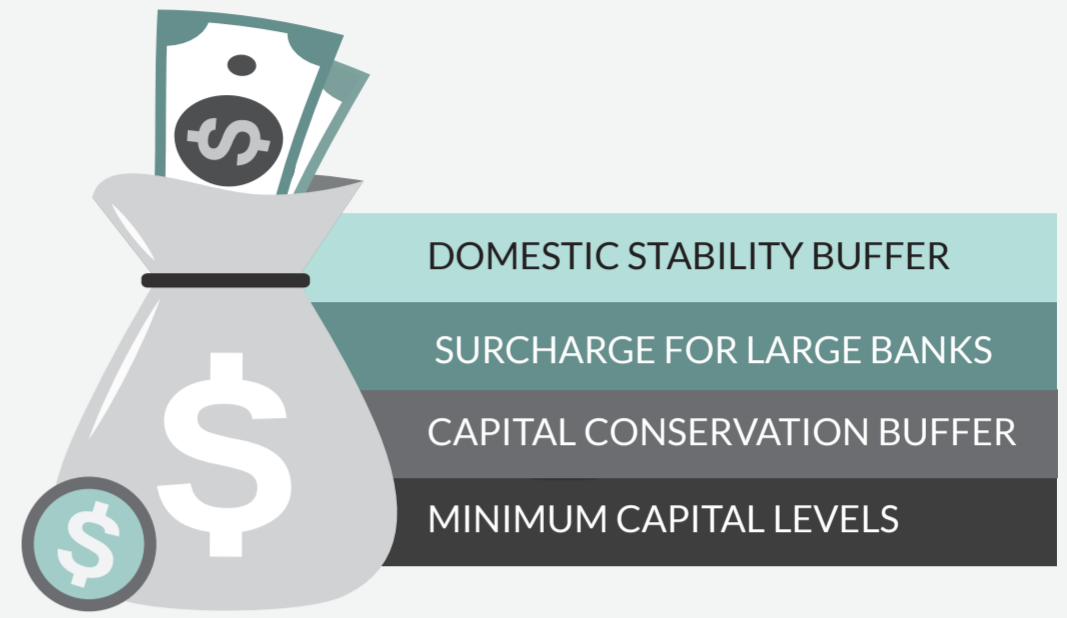 $
DOMESTIC STABILITY BUFFER
SURCHARGE FOR LARGE BANKS
CAPITAL CONSERVATION BUFFER
$
MINIMUM CAPITAL LEVELS
$